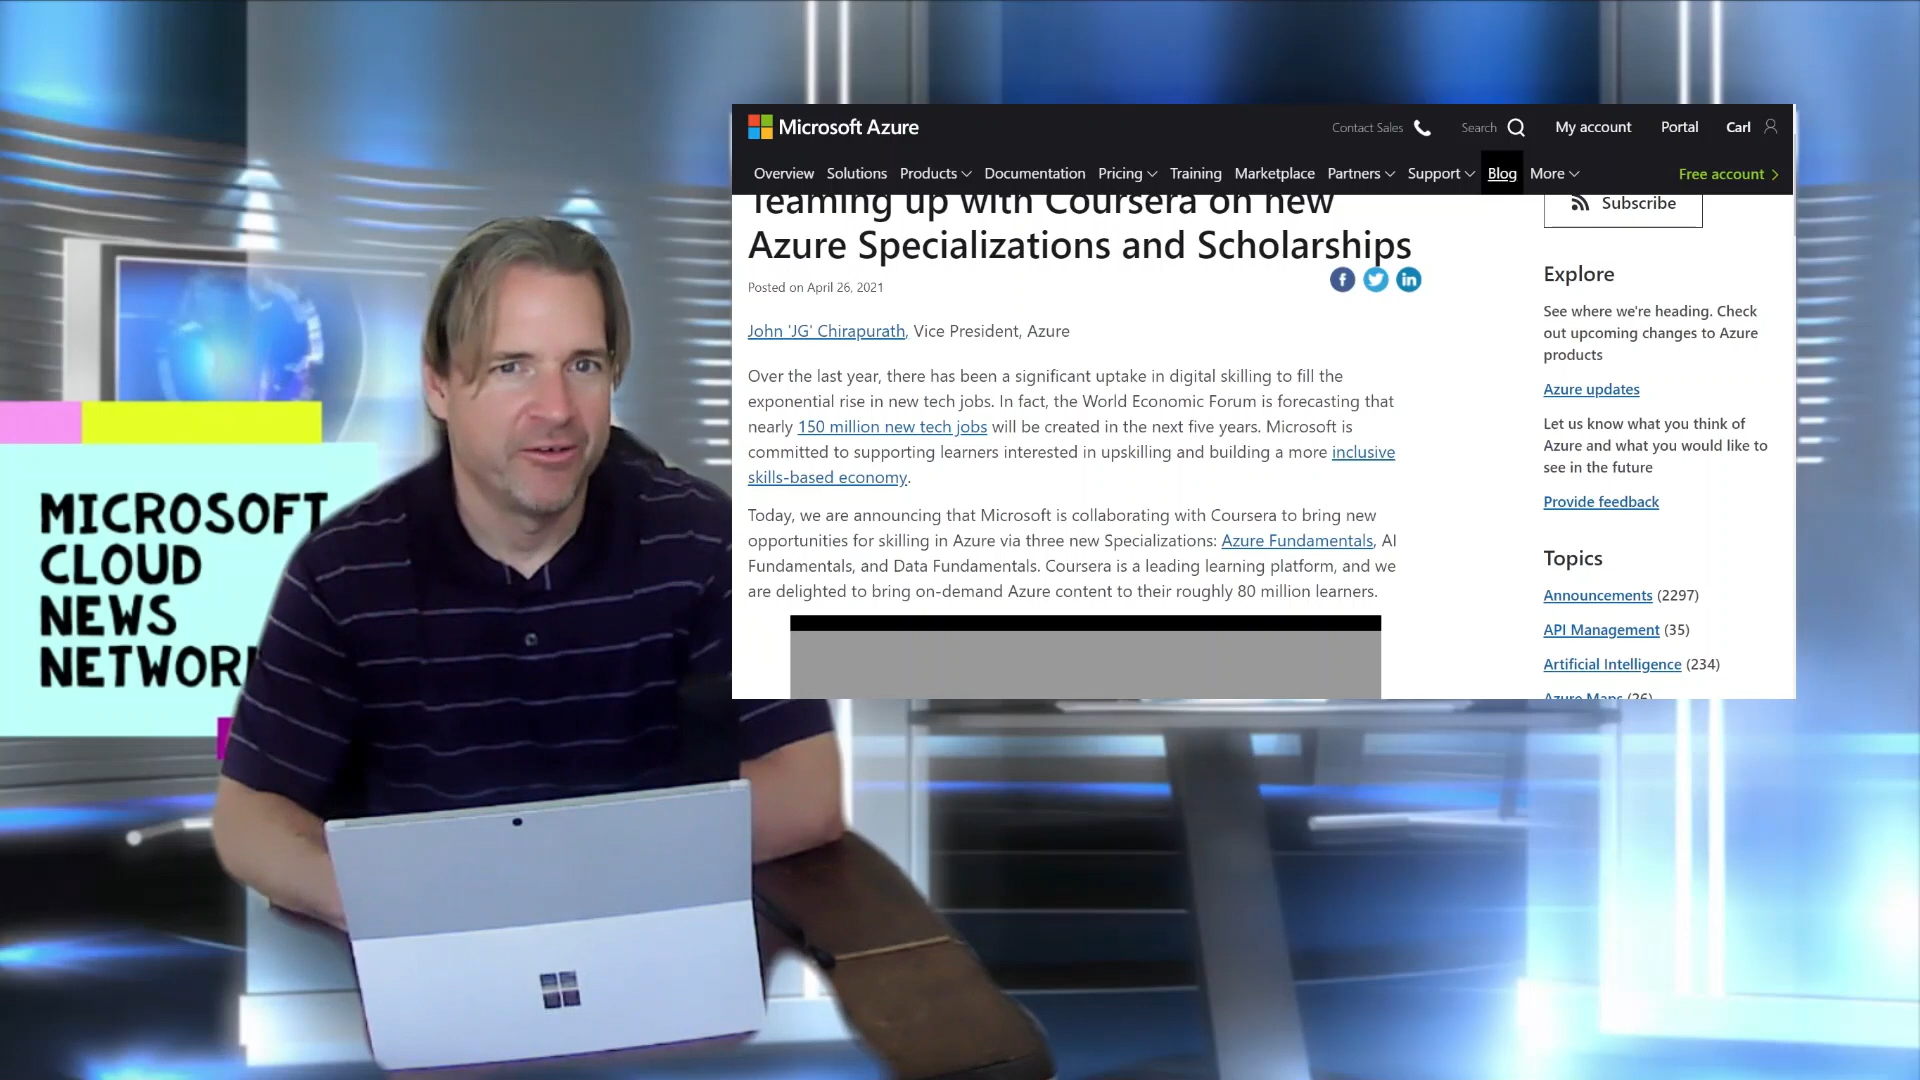 MICROSOFT
CLOUD
NEWS
NETWORK
Microsoft Azure
Contact Sales Search My account Portal Carl
Overview Solutions Products Documentation Pricing Training Marketplace Partners Support Blog More Free account
Teaming up with Coursera on new
Azure Specializations and Scholarships
Posted on April 26, 2021
John 'JG' Chirapurath, Vice President, Azure
Over the last year, there has been a significant uptake in digital skilling to fill the
exponential rise in new tech jobs. In fact, the World Economic Forum is forecasting that
nearly 150 million new tech jobs will be created in the next five years. Microsoft is
committed to supporting learners interested in upskilling and building a more inclusive
skills-based economy.
Today, we are announcing that Microsoft is collaborating with Coursera to bring new
opportunities for skilling in Azure via three new Specializations: Azure Fundamentals, AI
Fundamentals, and Data Fundamentals. Coursera is a leading learning platform, and we
are delighted to bring on-demand Azure content to their roughly 80 million learners.
Subscribe
Explore
See where we're heading. Check
out upcoming changes to Azure
products
Azure updates
Let us know what you think of
Azure and what you would like to
see in the future
Provide feedback
Topics
Announcements (2297)
API Management (35)
Artificial Intelligence (234)
Azure Maps (26)